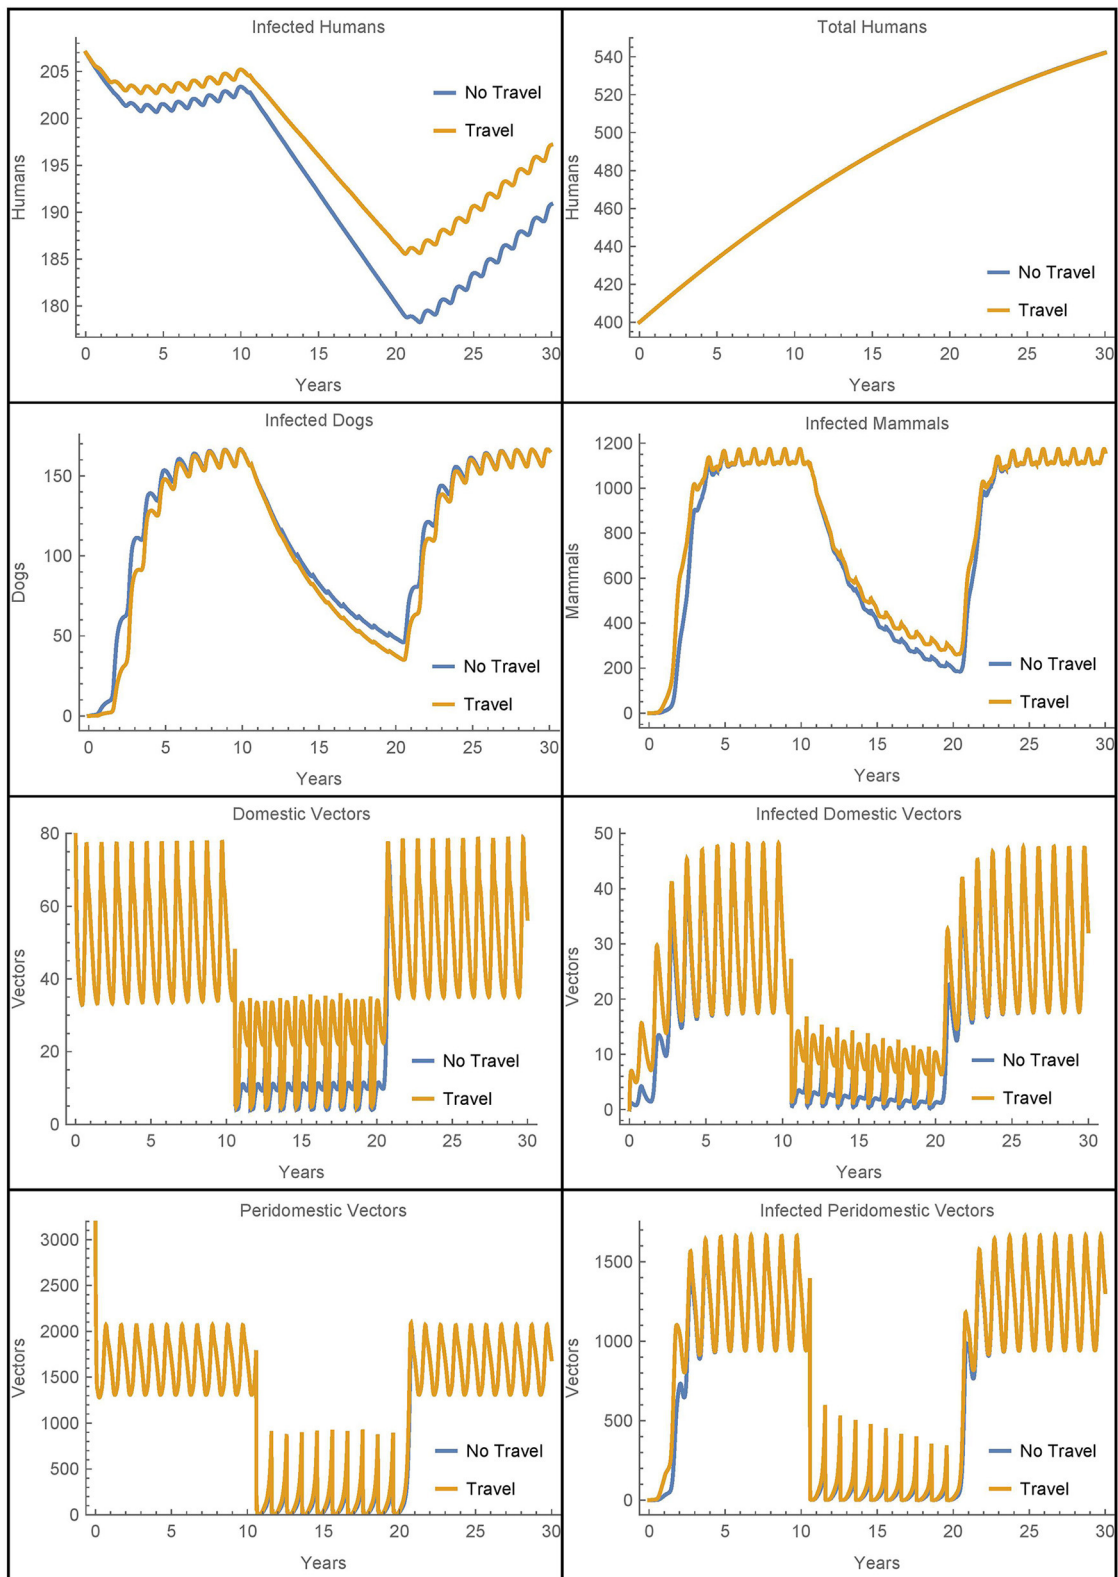 Infected Humans
205
200
195
190
185
180
Humans
No Travel
Travel
0 5 10 15 20 25 30
Years
Total Humans
540
520
500
480
460
440
420
400
Humans
No Travel
Travel
0 5 10 15 20 25 30
Years
Infected Dogs
150
100
50
0
Dogs
No Travel
Travel
0 5 10 15 20 25 30
Years
Infected Mammals
1200
1000
800
600
400
200
0
Mammals
No Travel
Travel
0 5 10 15 20 25 30
Years
Domestic Vectors
80
60
40
20
0
Vectors
No Travel
Travel
0 5 10 15 20 25 30
Years
Infected Domestic Vectors
50
40
30
20
10
0
Vectors
No Travel
Travel
0 5 10 15 20 25 30
Years
Peridomestic Vectors
3000
2500
2000
1500
1000
500
0
Vectors
No Travel
Travel
0 5 10 15 20 25 30
Years
Infected Peridomestic Vectors
1500
1000
500
0
Vectors
No Travel
Travel
0 5 10 15 20 25 30
Years